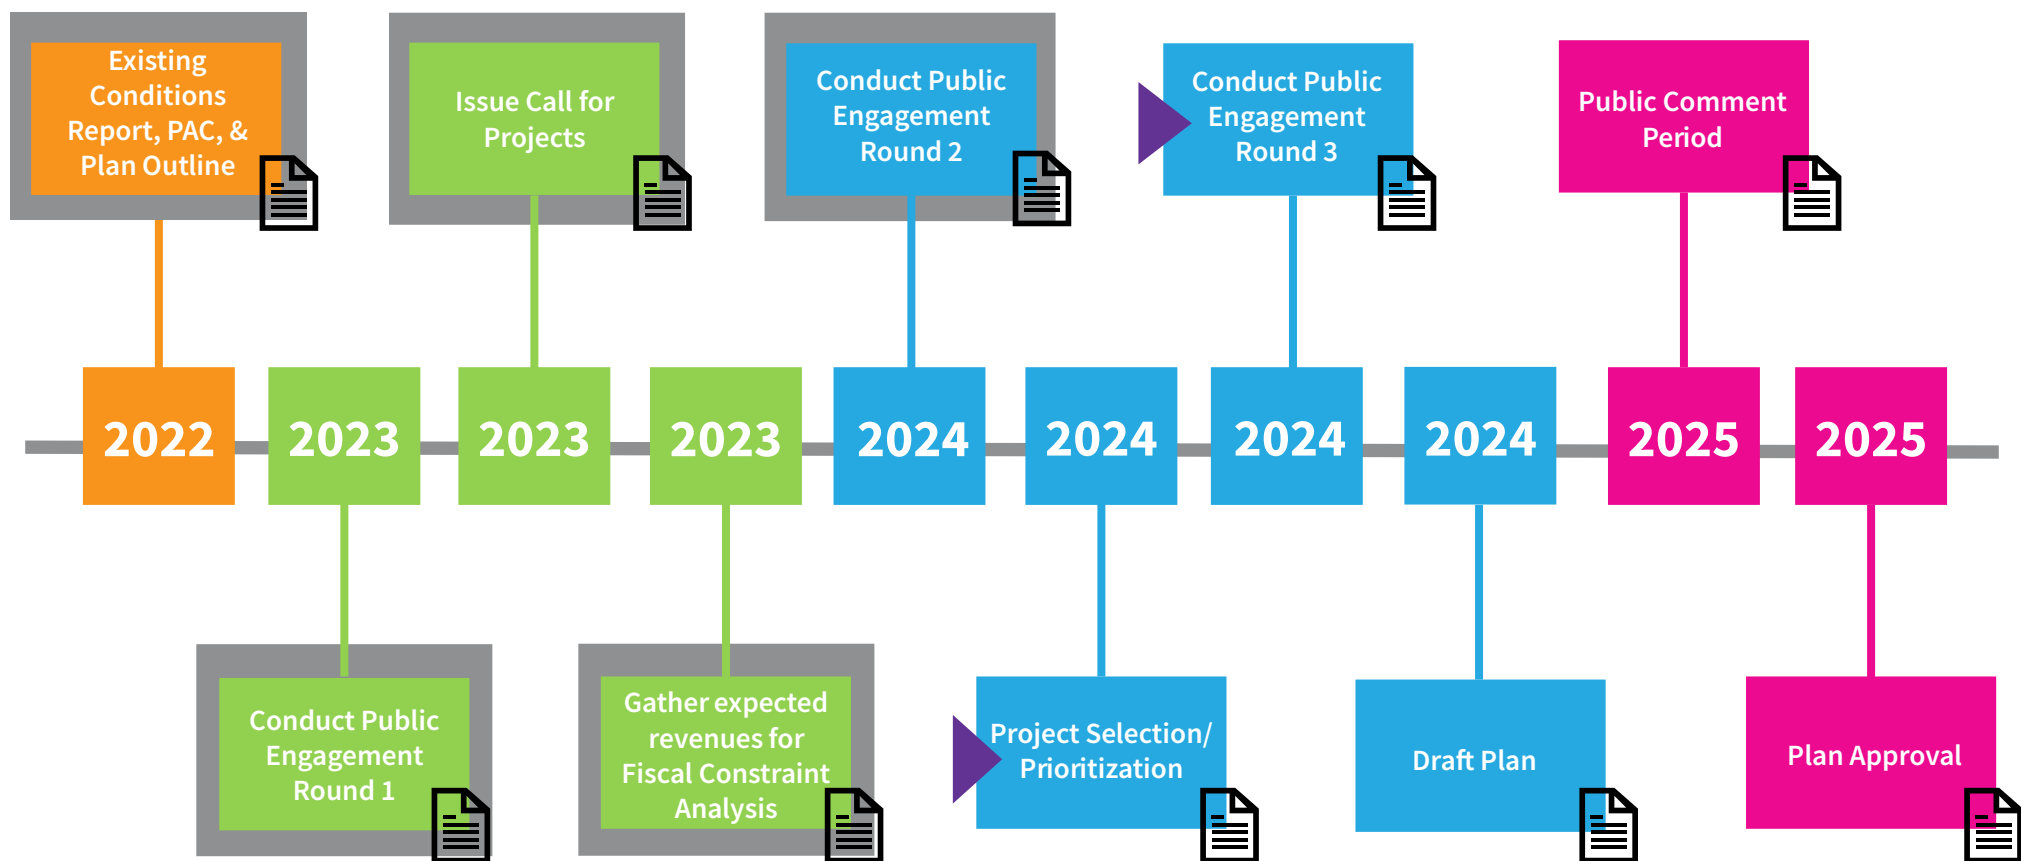 Existing
Conditions
Report, PAC, &
Plan Outline
Issue Call for
Projects
Conduct Public
Engagement
Round 2
Conduct Public
Engagement
Round 3
Public Comment
Period
2022
2023
2023
2023
2024
2024
2024
2024
2025
2025
Conduct Public
Engagement
Round 1
Gather expected
revenues for
Fiscal Constraint
Analysis
Project Selection/
Prioritization
Draft Plan
Plan Approval